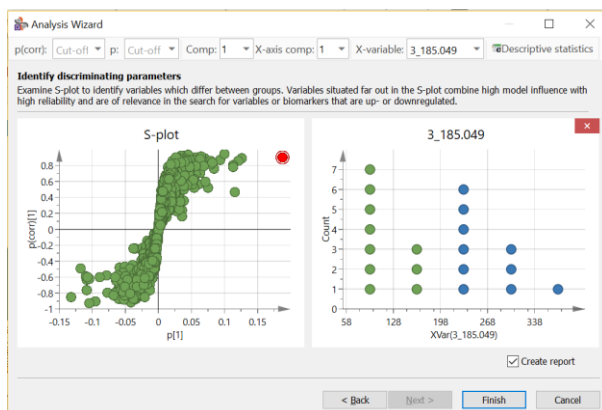 Analysis Wizard
p(corr): Cut-off p: Cut-off Comp: 1 X-axis comp: 1 X-variable: 3_185.049 Descriptive statistics
Identify discriminating parameters
Examine S-plot to identify variables which differ between groups. Variables situated far out in the S-plot combine high model influence with
high reliability and are of relevance in the search for variables or biomarkers that are up- or downregulated.
S-plot
0.8
0.6
0.4
0.2
0
-0.2
-0.4
-0.6
-0.8
-1
p(corr)[1]
-0.15 -0.1 -0.05 0 0.05 0.1 0.15
p[1]
3_185.049
7
6
5
4
3
2
1
0
Count
58 128 198 268 338
XVar(3_185.049)
Create report
< Back Next > Finish Cancel